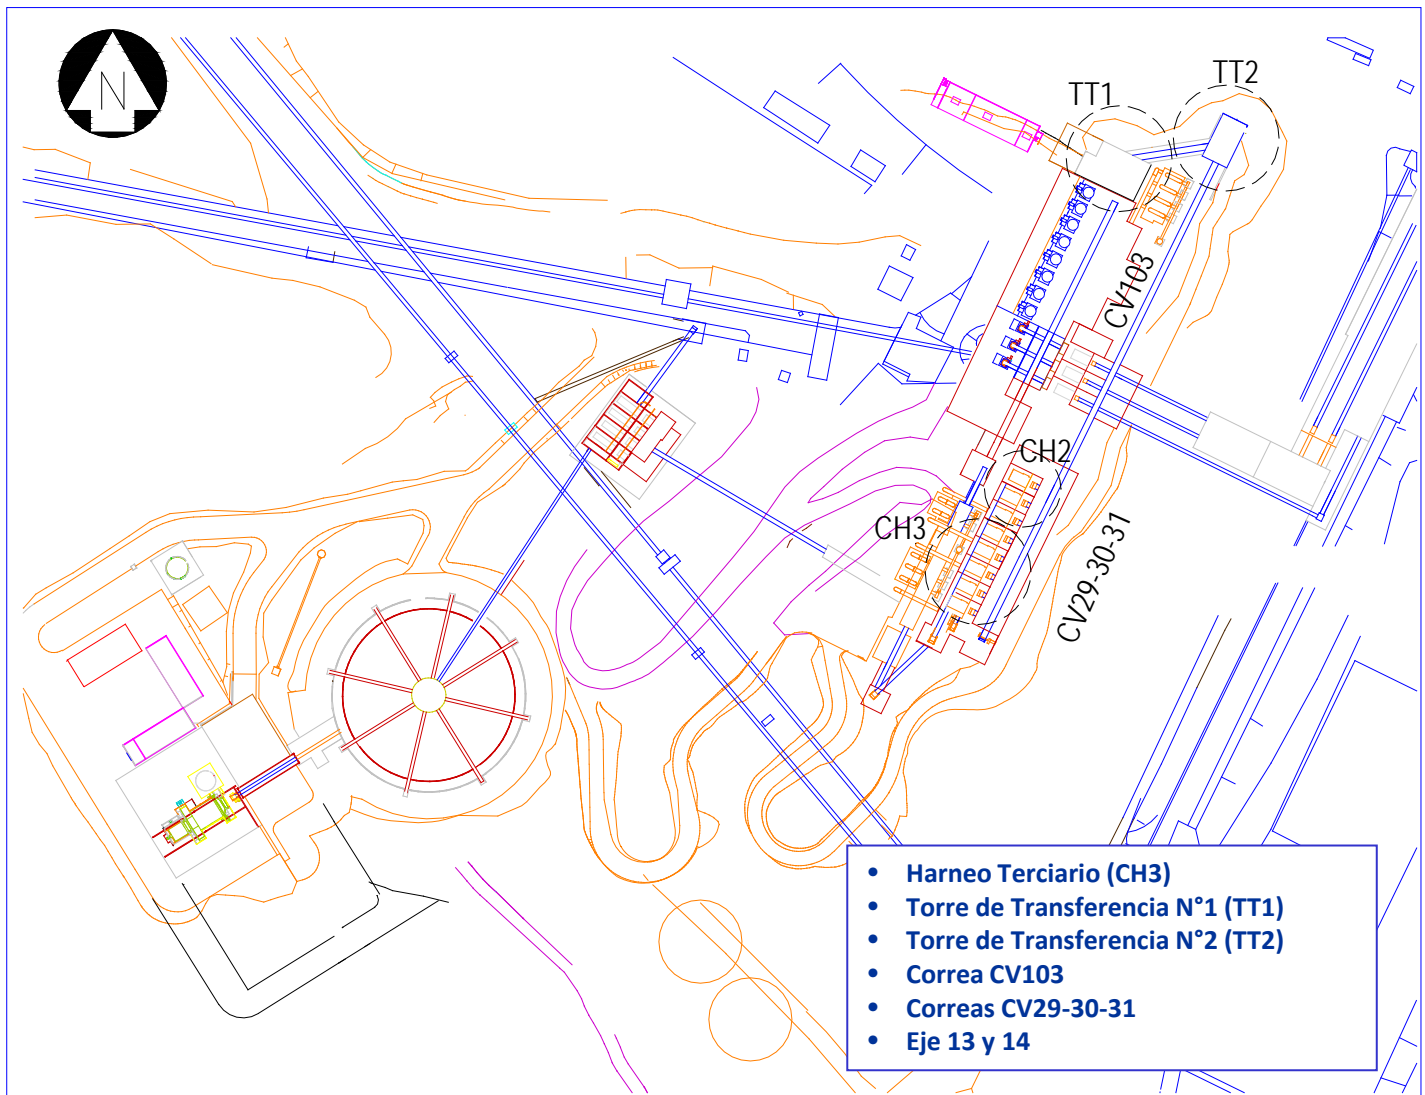 N
TT1
TT2
CV103
CH2
CH3
CV29-30-31
• Harneo Terciario (CH3)
• Torre de Transferencia N°1 (TT1)
• Torre de Transferencia N°2 (TT2)
• Correa CV103
• Correas CV29-30-31
• Eje 13 y 14